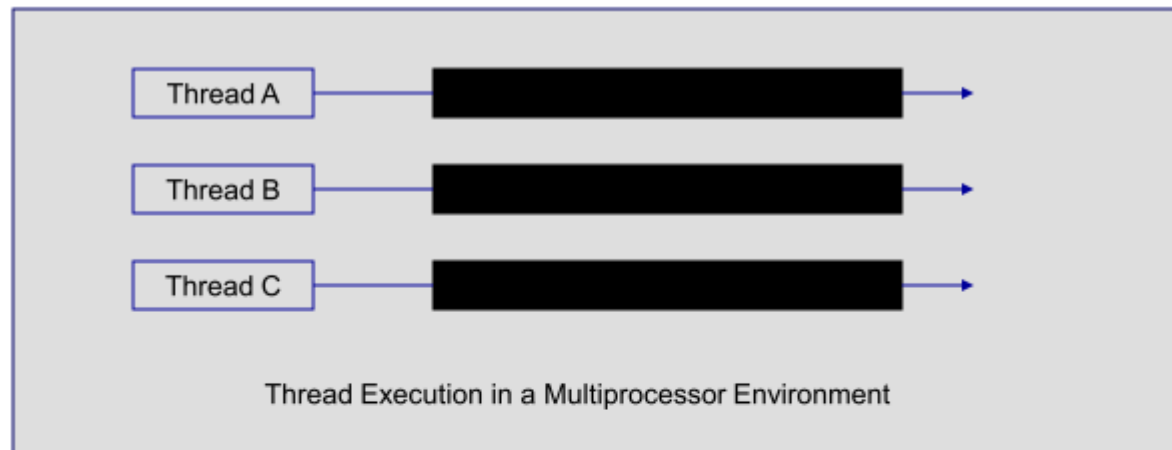 Thread A
Thread B
Thread C
Thread Execution in a Multiprocessor Environment